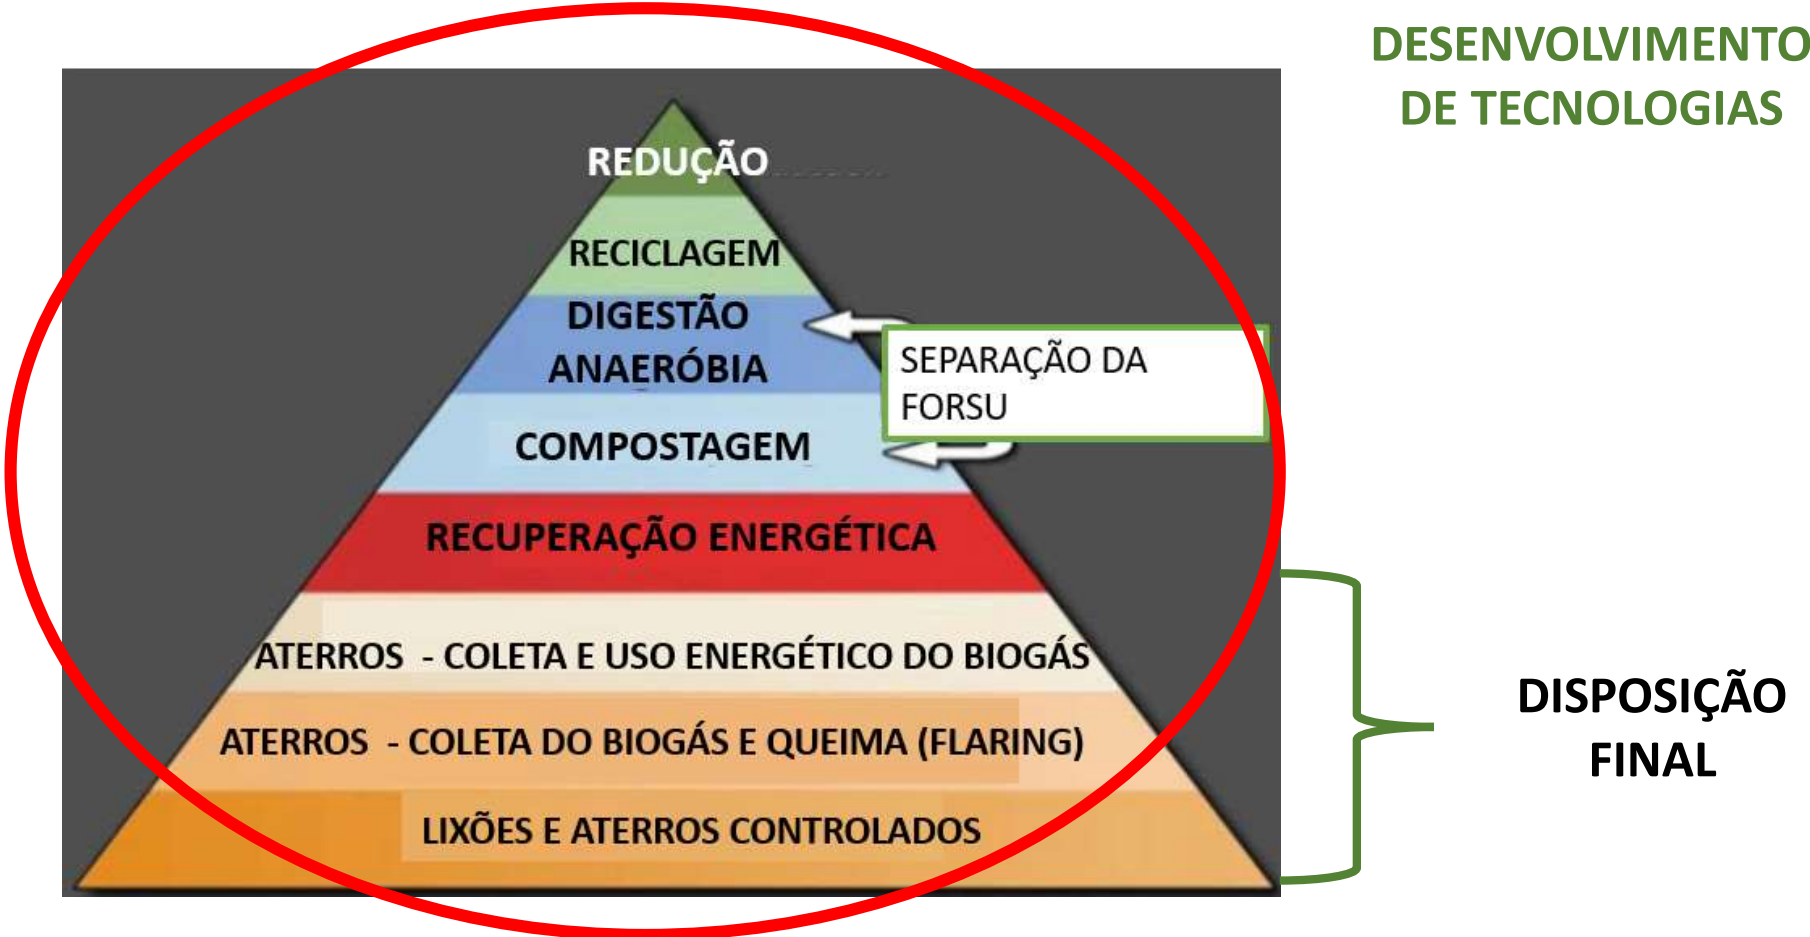 DESENVOLVIMENTO
DE TECNOLOGIAS
REDUÇÃO
RECICLAGEM
DIGESTÃO
ANAERÓBIA
SEPARAÇÃO DA
FORSU
COMPOSTAGEM
RECUPERAÇÃO ENERGÉTICA
ATERROS - COLETA E USO ENERGÉTICO DO BIOGÁS
ATERROS - COLETA DO BIOGÁS E QUEIMA (FLARING)
LIXÕES E ATERROS CONTROLADOS
DISPOSIÇÃO
FINAL